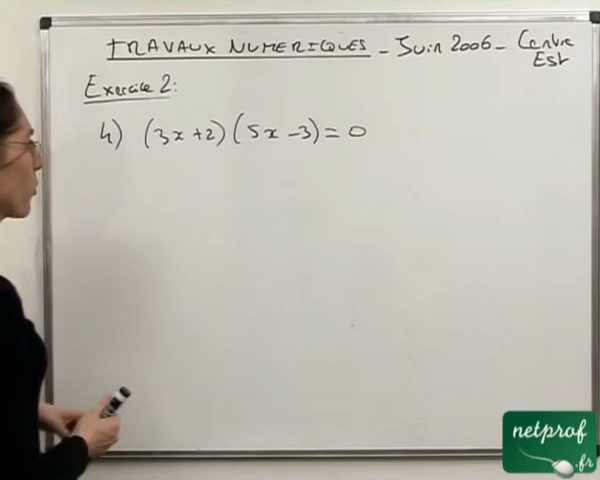 TRAVAUX NUMERIQUES - Juin 2006 - Centre
Est
Exercice 2:
4) (3x+2)(5x-3)=0
netprof
.fr